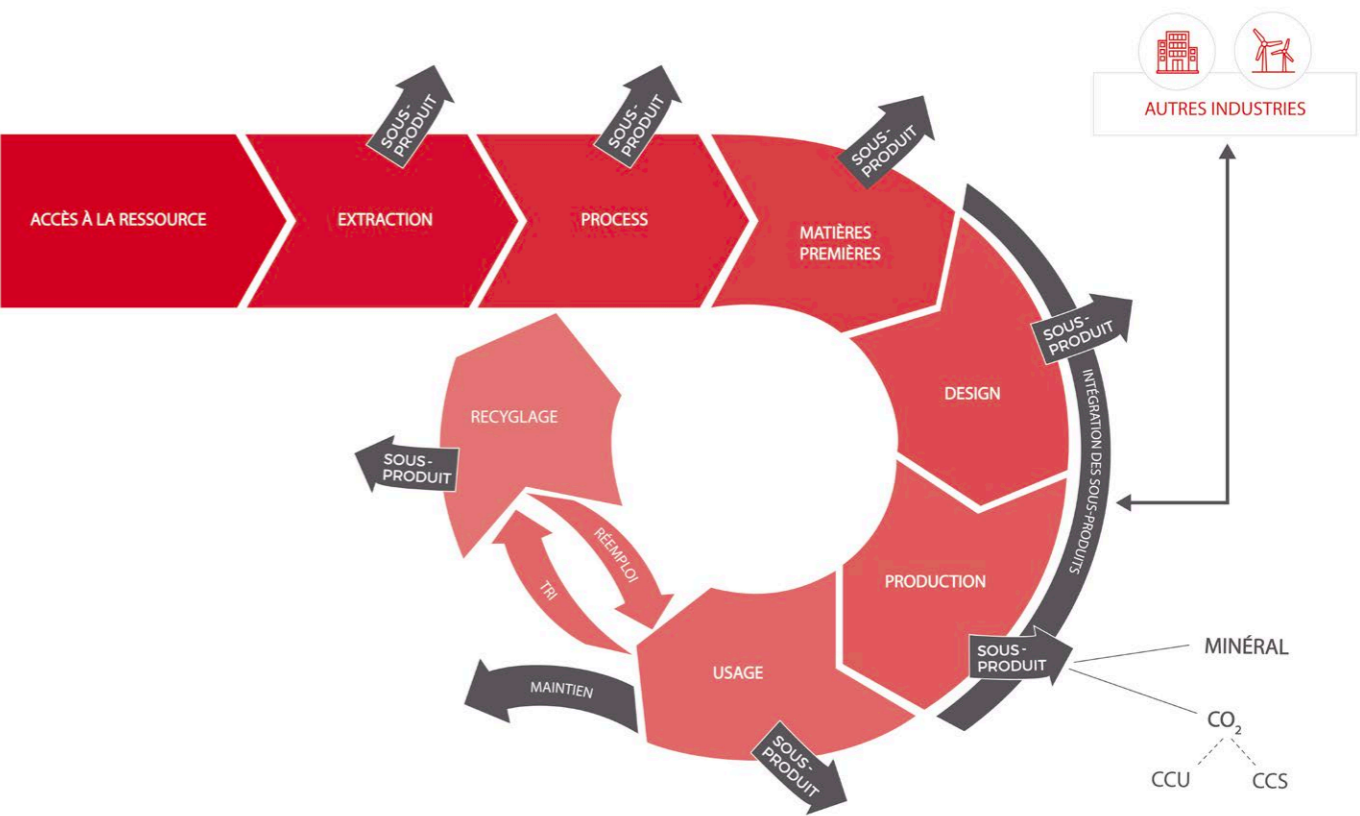 AUTRES INDUSTRIES
SOUS-
PRODUIT
SOUS-
PRODUIT
SOUS-
PRODUIT
ACCÈS À LA RESSOURCE
EXTRACTION
PROCESS
MATIÈRES
PREMIÈRES
SOUS-
PRODUIT
DESIGN
INTÉGRATION DES SOUS-PRODUITS
RECYGLAGE
SOUS-
PRODUIT
RÉEMPLOI
TRI
PRODUCTION
SOUS-
PRODUIT
MINÉRAL
USAGE
MAINTIEN
SOUS-
PRODUIT
CO₂
CCU
CCS